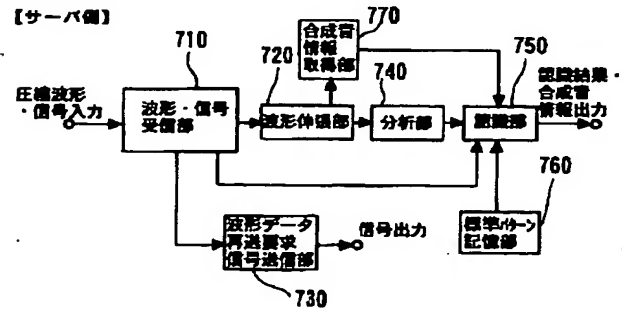 【サーバ側】
710
圧縮波形
・信号入力
波形・信号
受信部
720
波形伸張部
合成音
情報
取得部
770
740
分析部
750
認識部
認識結果・
合成音
情報出力
760
標準パターン
記憶部
波形データ
再送要求
信号送信部
信号出力
730